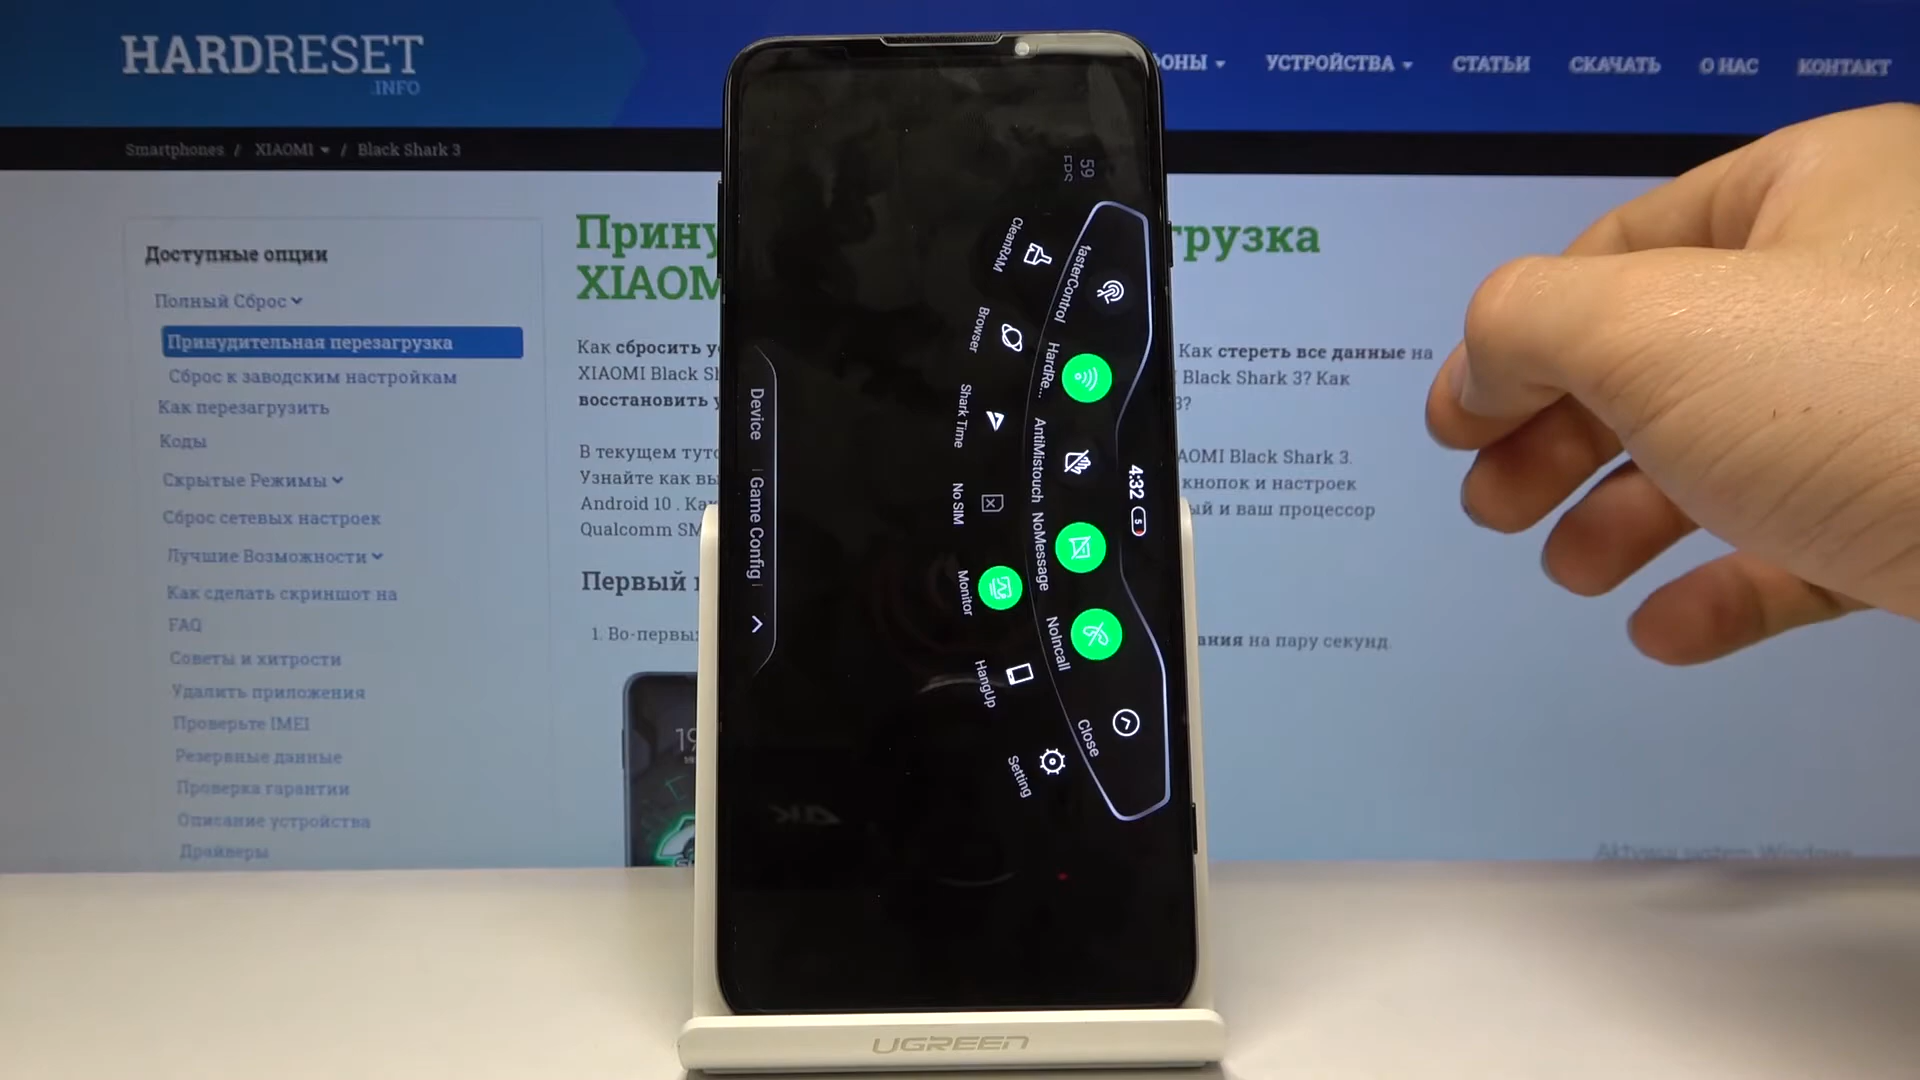 HARDRESET
.INFO
УСТРОЙСТВА
СТАТЬИ
СКАЧАТЬ
О НАС
КОНТАКТ
Smartphones / XIAOMI / Black Shark 3
Доступные опции
Полный Сброс
Принудительная перезагрузка
Сброс к заводским настройкам
Как перезагрузить
Коды
Скрытые Режимы
Сброс сетевых настроек
Лучшие Возможности
Как сделать скриншот на
FAQ
Советы и хитрости
Удалить приложения
Проверьте IMEI
Резервные данные
Проверка гарантии
Описание устройства
Драйверы
Прину
грузка
XIAOM
Как сбросить ус
Как стереть все данные на
XIAOMI Black Sh
Black Shark 3? Как
восстановить у
3?
В текущем туто
XIAOMI Black Shark 3.
Узнайте как вы
кнопок и настроек
Android 10 . Как
ый и ваш процессор
Qualcomm SM
Первый
1. Во-первых
ания на пару секунд.
59
FPS
4:32
5
tasterControl
HardRe...
AntiMistouch
NoMessage
NoIncall
Close
CleanRAM
Browser
Shark Time
No SIM
Monitor
HangUp
Setting
Device
Game Config
UGREEN